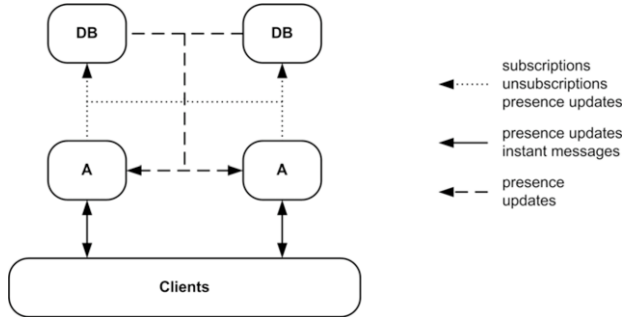 DB
DB
subscriptions
unsubscriptions
presence updates
presence updates
instant messages
A
A
presence
updates
Clients